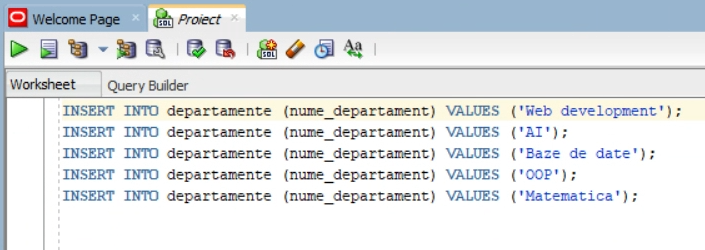 Welcome Page Proiect
SQL
Worksheet Query Builder
INSERT INTO departamente (nume_departament) VALUES ('Web development');
INSERT INTO departamente (nume_departament) VALUES ('AI');
INSERT INTO departamente (nume_departament) VALUES ('Baze de date');
INSERT INTO departamente (nume_departament) VALUES ('OOP');
INSERT INTO departamente (nume_departament) VALUES ('Matematica');